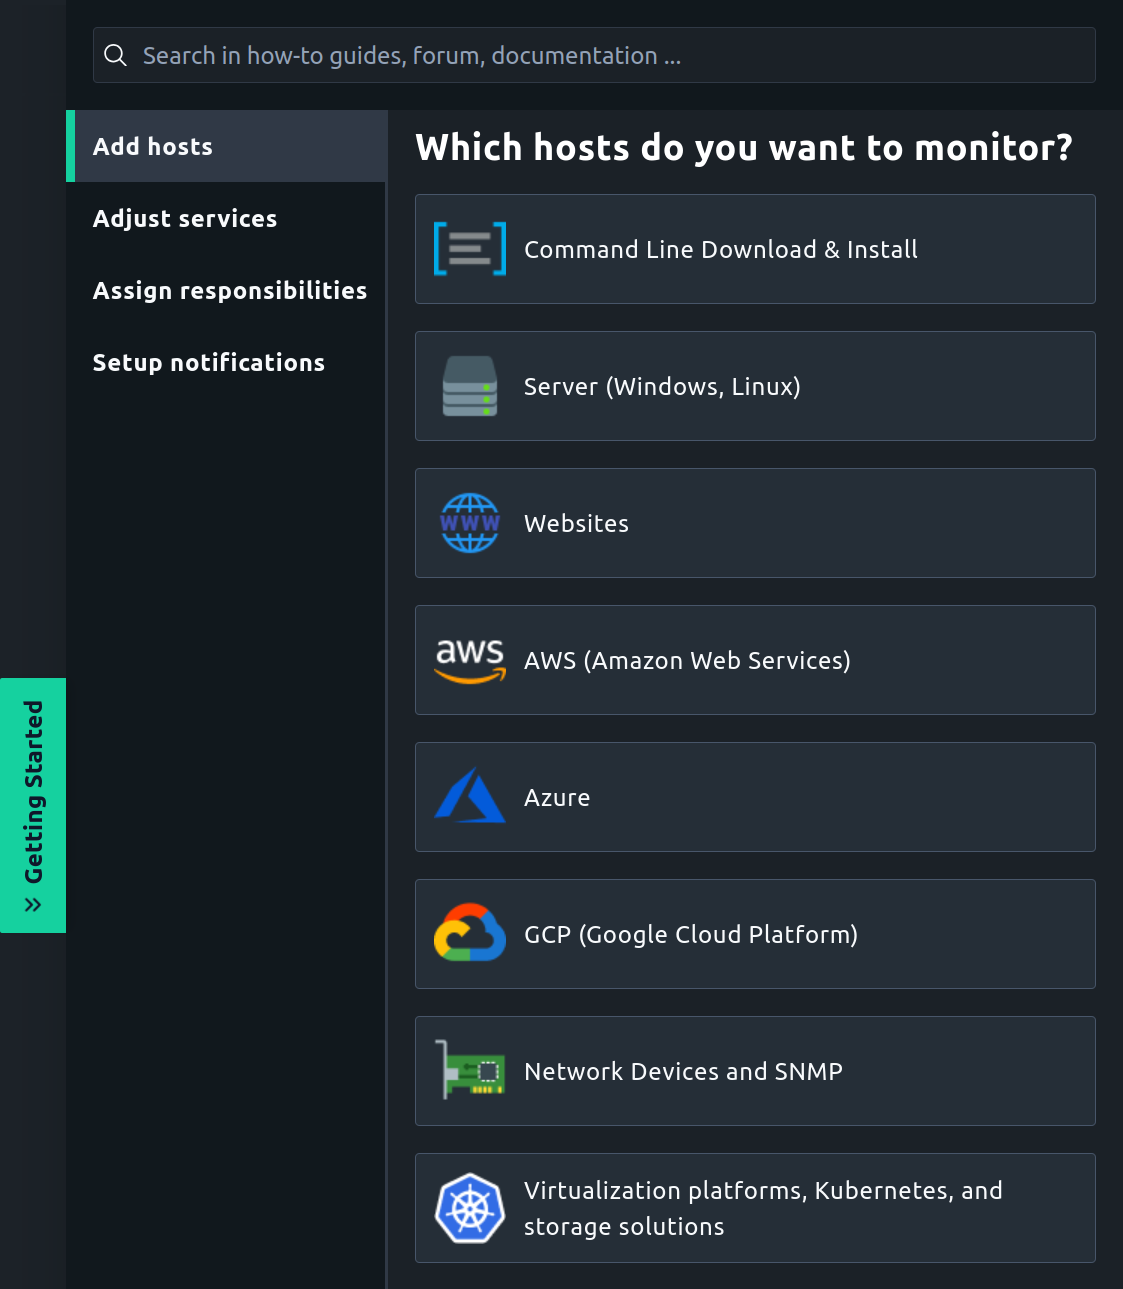 Search in how-to guides, forum, documentation ...
Add hosts
Adjust services
Assign responsibilities
Setup notifications
Getting Started
Which hosts do you want to monitor?
Command Line Download & Install
Server (Windows, Linux)
WWW
Websites
aws
AWS (Amazon Web Services)
Azure
GCP (Google Cloud Platform)
Network Devices and SNMP
Virtualization platforms, Kubernetes, and
storage solutions